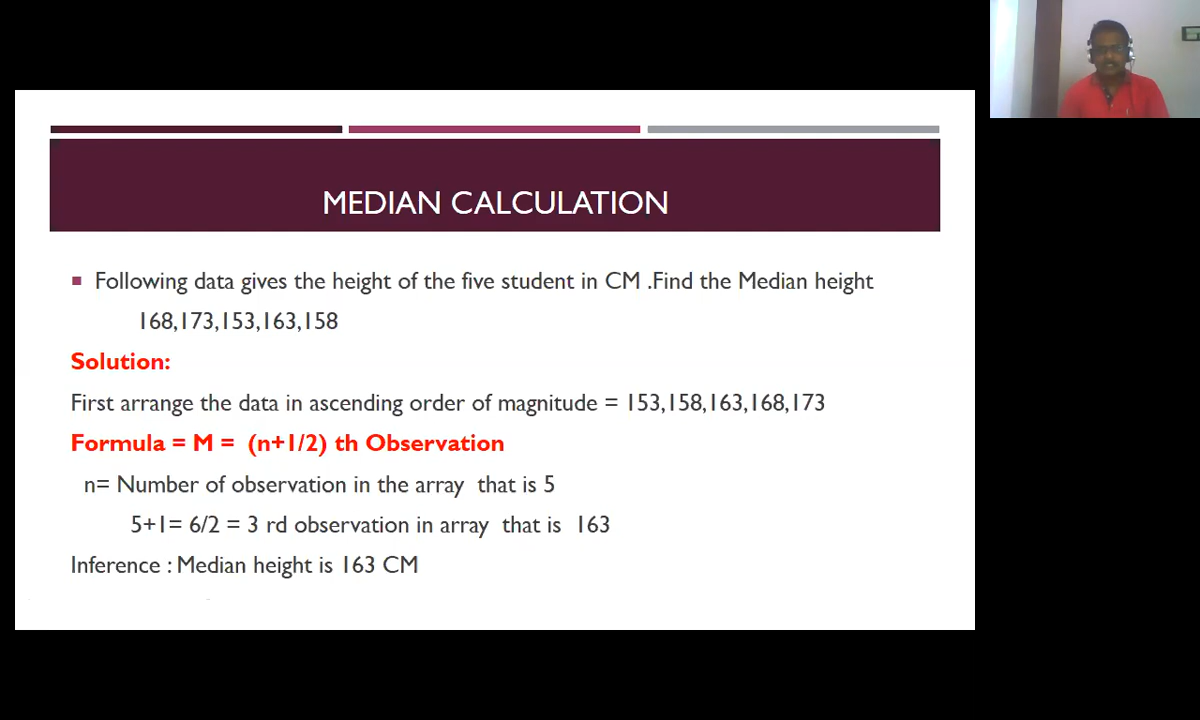 MEDIAN CALCULATION
Following data gives the height of the five student in CM .Find the Median height
168,173,153,163,158
Solution:
First arrange the data in ascending order of magnitude = 153,158,163,168,173
Formula = M = (n+1/2) th Observation
n= Number of observation in the array that is 5
5+1= 6/2 = 3 rd observation in array that is 163
Inference : Median height is 163 CM